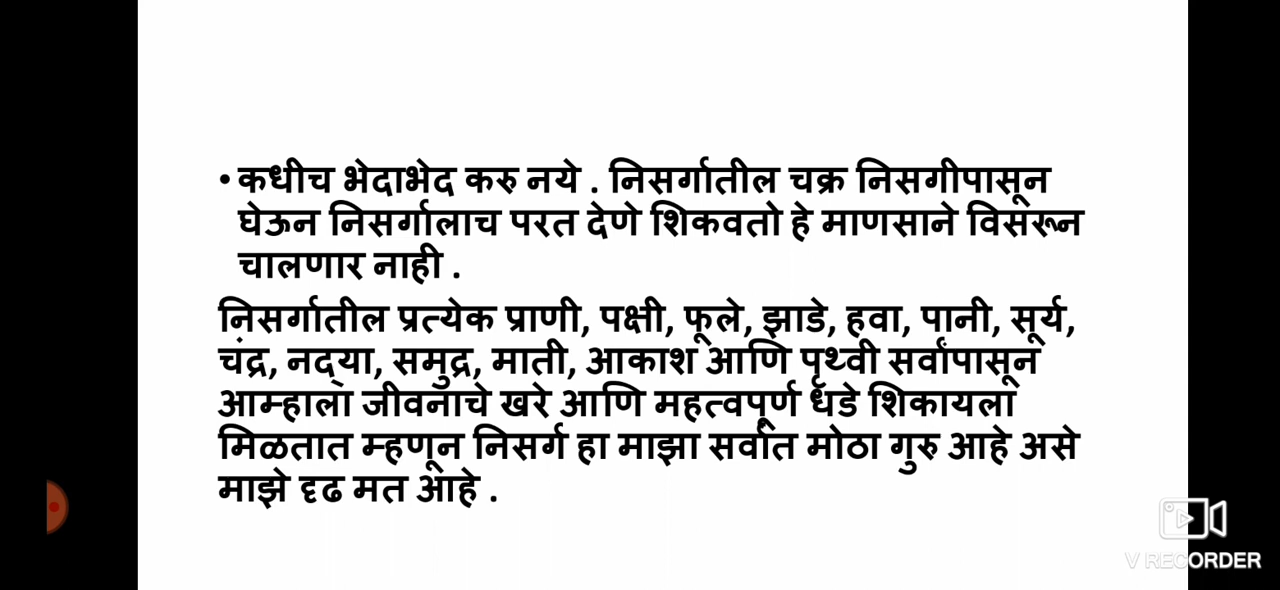 • कधीच भेदाभेद करु नये . निसर्गातील चक्र निसगीपासून
घेऊन निसर्गालाच परत देणे शिकवतो हे माणसाने विसरून
चालणार नाही .
निसर्गातील प्रत्येक प्राणी, पक्षी, फूले, झाडे, हवा, पानी, सूर्य,
चंद्र, नद्या, समुद्र, माती, आकाश आणि पृथ्वी सर्वांपासून
आम्हाला जीवनाचे खरे आणि महत्वपूर्ण धडे शिकायला
मिळतात म्हणून निसर्ग हा माझा सर्वात मोठा गुरु आहे असे
माझे दृढ मत आहे .
V RECORDER